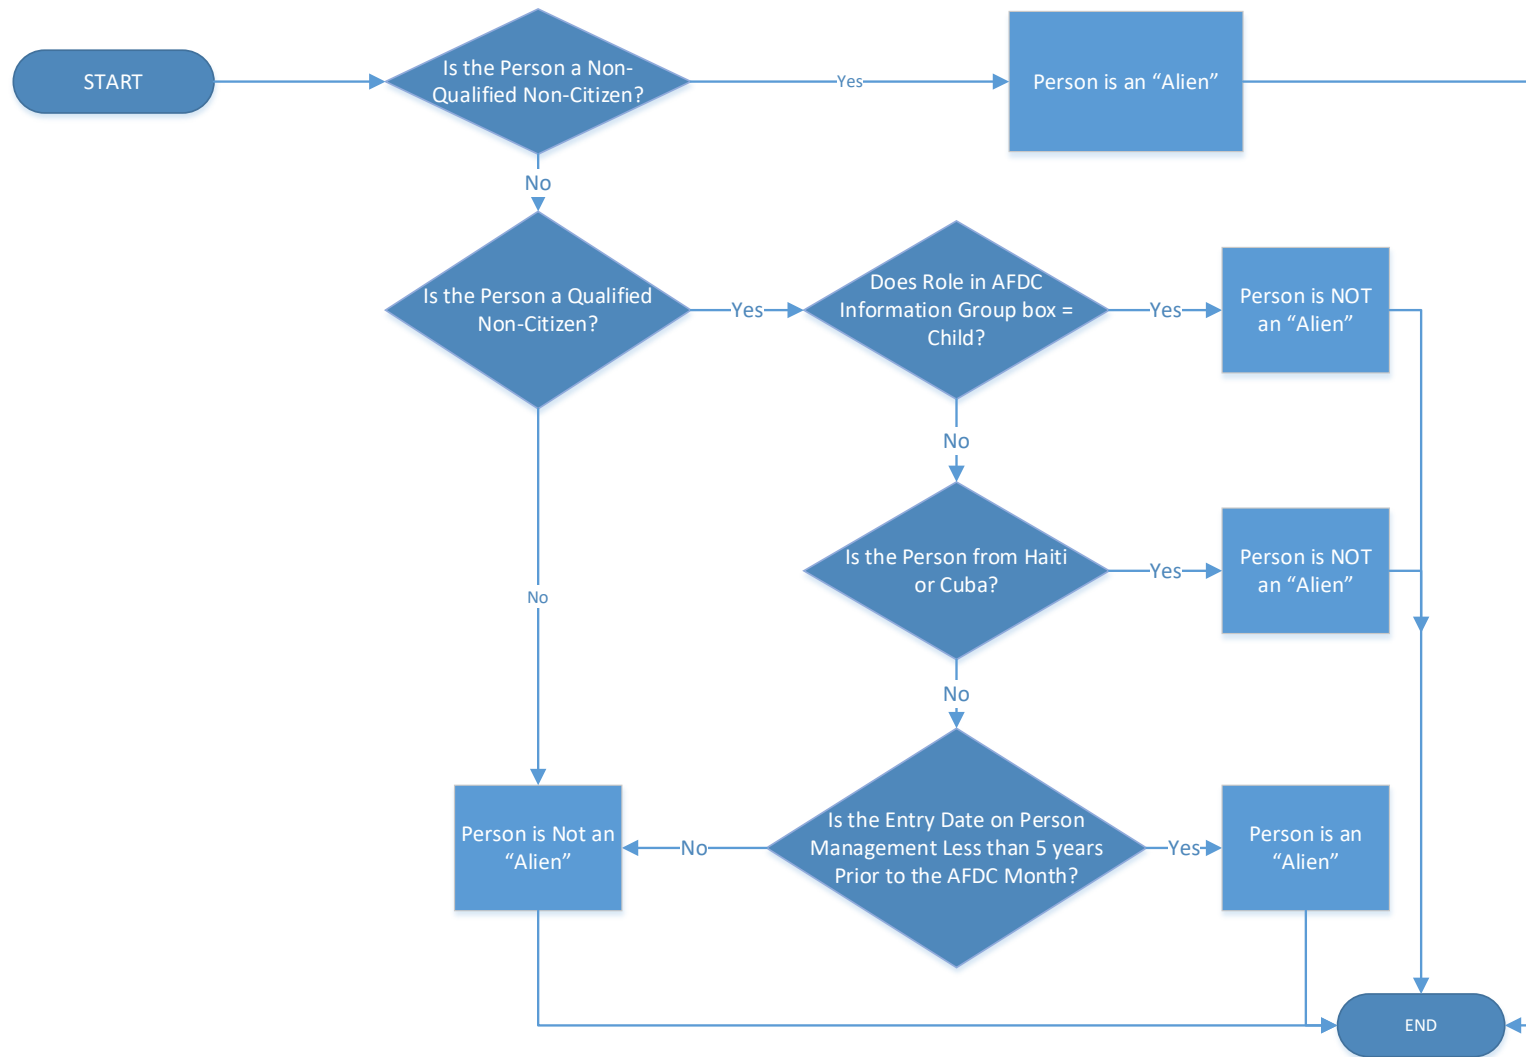 START
Is the Person a Non-
Qualified Non-Citizen?
Yes
Person is an “Alien”
No
Is the Person a Qualified
Non-Citizen?
Yes
Does Role in AFDC
Information Group box =
Child?
Yes
Person is NOT
an “Alien”
No
Is the Person from Haiti
or Cuba?
Yes
Person is NOT
an “Alien”
No
No
Person is Not an
“Alien”
No
Is the Entry Date on Person
Management Less than 5 years
Prior to the AFDC Month?
Yes
Person is an
“Alien”
END